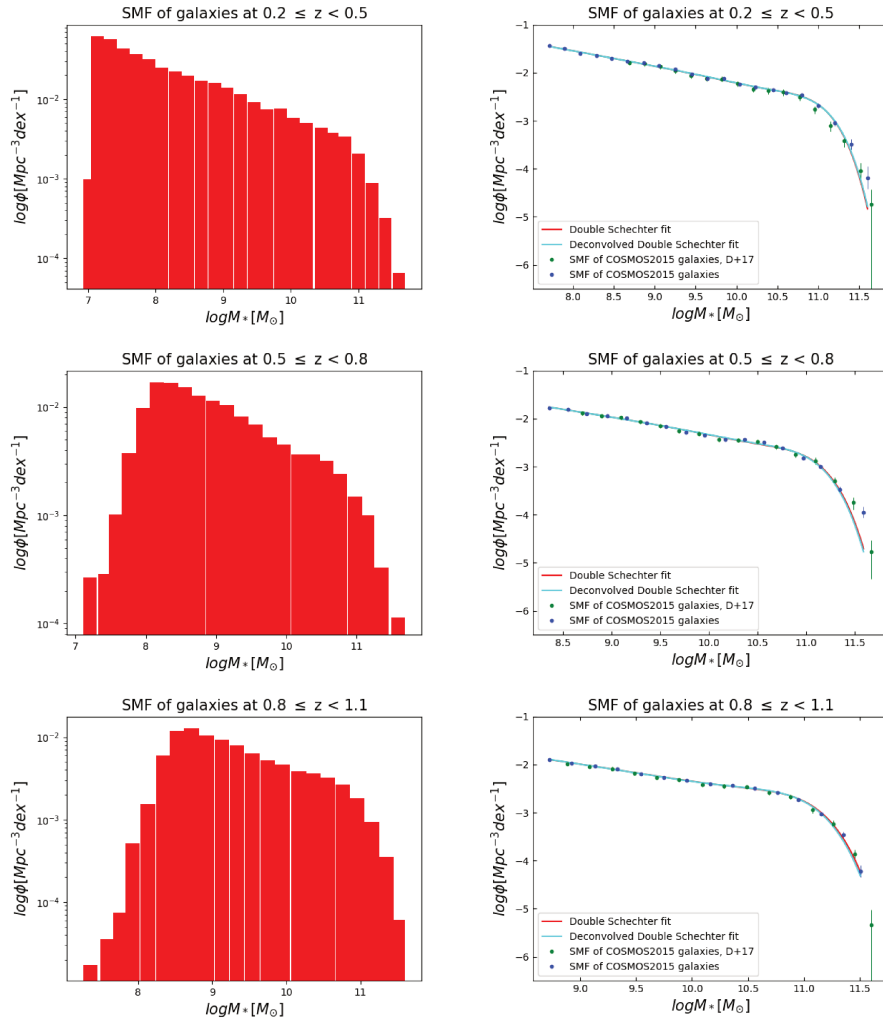 SMF of galaxies at 0.2 ≤ z < 0.5
10⁻²
10⁻³
10⁻⁴
logϕ[Mpc⁻³dex⁻¹]
7 8 9 10 11
logM*[M⊙]
SMF of galaxies at 0.2 ≤ z < 0.5
−1
−2
−3
−4
−5
−6
logϕ[Mpc⁻³dex⁻¹]
Double Schechter fit
Deconvolved Double Schechter fit
SMF of COSMOS2015 galaxies, D+17
SMF of COSMOS2015 galaxies
8.0 8.5 9.0 9.5 10.0 10.5 11.0 11.5
logM*[M⊙]
SMF of galaxies at 0.5 ≤ z < 0.8
10⁻²
10⁻³
10⁻⁴
logϕ[Mpc⁻³dex⁻¹]
7 8 9 10 11
logM*[M⊙]
SMF of galaxies at 0.5 ≤ z < 0.8
−1
−2
−3
−4
−5
−6
logϕ[Mpc⁻³dex⁻¹]
Double Schechter fit
Deconvolved Double Schechter fit
SMF of COSMOS2015 galaxies, D+17
SMF of COSMOS2015 galaxies
8.5 9.0 9.5 10.0 10.5 11.0 11.5
logM*[M⊙]
SMF of galaxies at 0.8 ≤ z < 1.1
10⁻²
10⁻³
10⁻⁴
logϕ[Mpc⁻³dex⁻¹]
8 9 10 11
logM*[M⊙]
SMF of galaxies at 0.8 ≤ z < 1.1
−1
−2
−3
−4
−5
−6
logϕ[Mpc⁻³dex⁻¹]
Double Schechter fit
Deconvolved Double Schechter fit
SMF of COSMOS2015 galaxies, D+17
SMF of COSMOS2015 galaxies
9.0 9.5 10.0 10.5 11.0 11.5
logM*[M⊙]